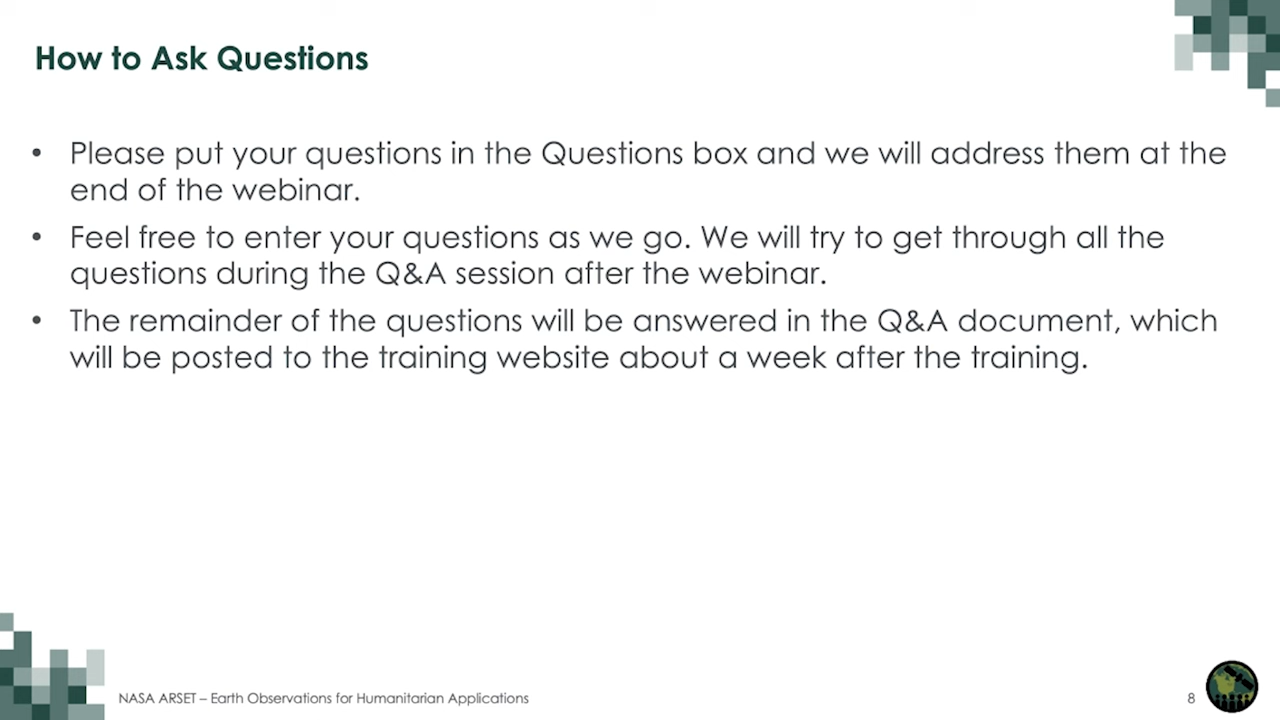 How to Ask Questions
• Please put your questions in the Questions box and we will address them at the
end of the webinar.
• Feel free to enter your questions as we go. We will try to get through all the
questions during the Q&A session after the webinar.
• The remainder of the questions will be answered in the Q&A document, which
will be posted to the training website about a week after the training.
NASA ARSET – Earth Observations for Humanitarian Applications
8